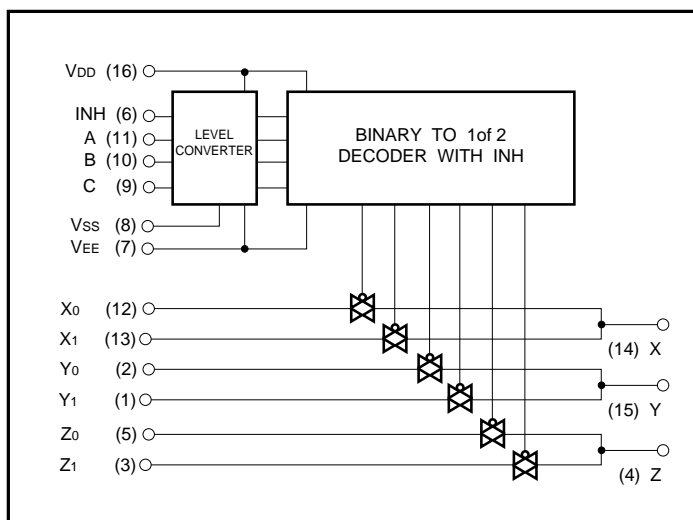 VDD (16)
INH (6)
A (11)
B (10)
C (9)
VSS (8)
VEE (7)
LEVEL
CONVERTER
BINARY TO 1of 2
DECODER WITH INH
X0 (12)
X1 (13)
Y0 (2)
Y1 (1)
Z0 (5)
Z1 (3)
(14) X
(15) Y
(4) Z